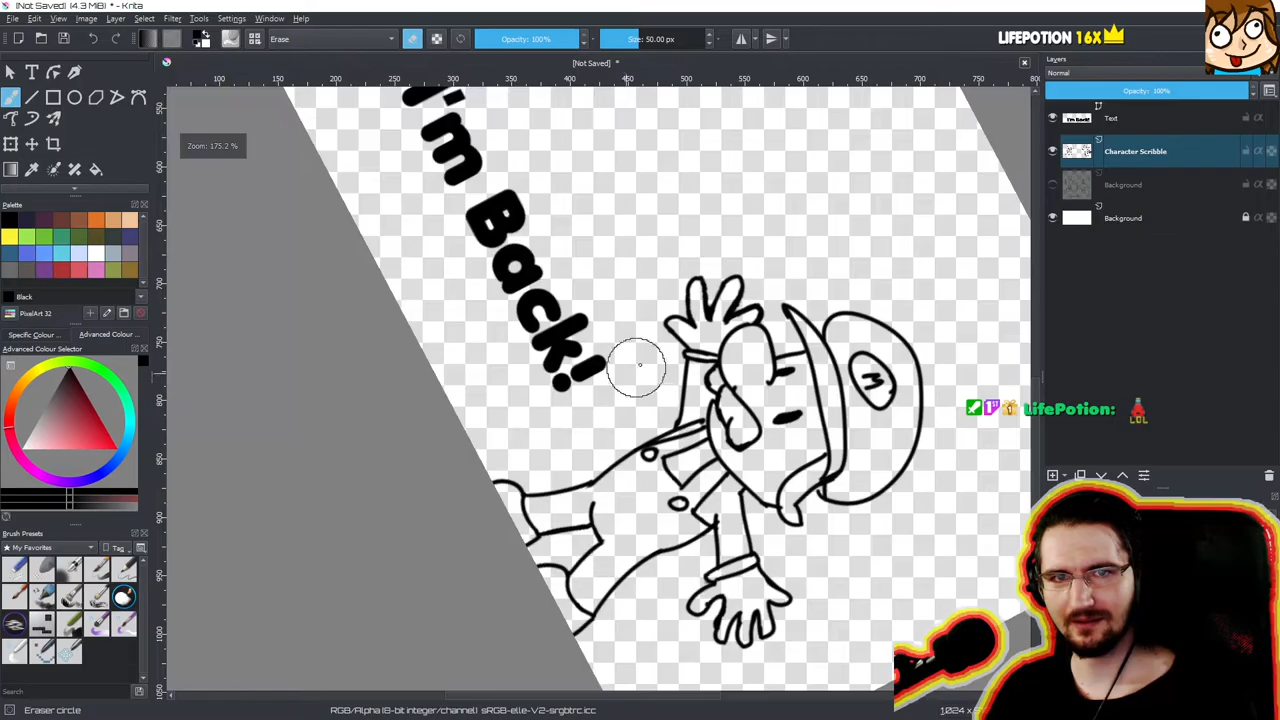 [Not Saved] (4.3 MiB) * - Krita
File Edit View Image Layer Select Filter Tools Settings Window Help
Erase
Opacity: 100%
Size: 50.00 px
LIFEPOTION 16X
[Not Saved] *
Layers
Normal
Opacity: 100%
Text
Character Scribble
Background
Background
Zoom: 175.2 %
I'm Back!
M
LifePotion:
LOL
Palette
Black
PixelArt 32
Specific Colour ...
Advanced Colour ...
Advanced Colour Selector
Brush Presets
My Favorites
Tag
Search
Eraser circle
RGB/Alpha (8-bit integer/channel) sRGB-elle-V2-srgbtrc.icc